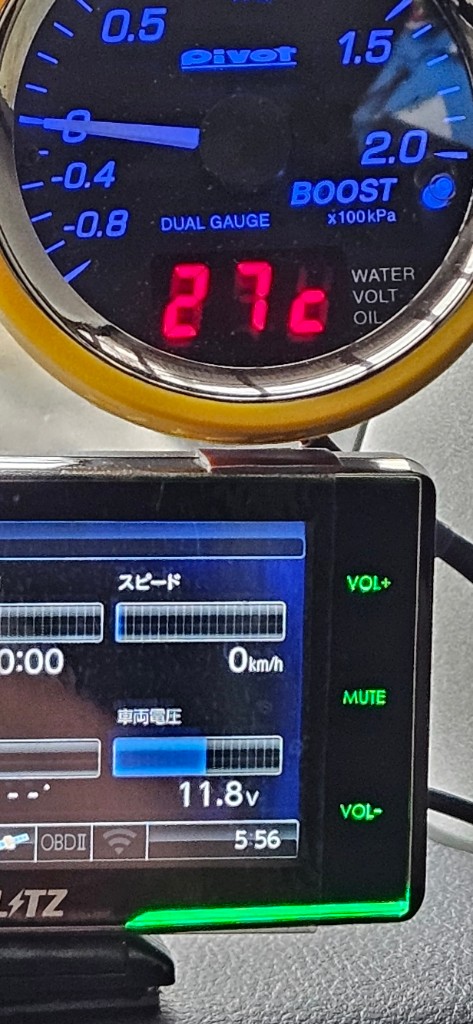 0.5
pivot
1.5
0
2.0
-0.4
BOOST
x100kPa
-0.8
DUAL GAUGE
27c
WATER
VOLT
OIL
スピード
VOL+
0:00
0km/h
MUTE
車両電圧
--.-
11.8v
VOL-
OBDII
5:56
LITZ